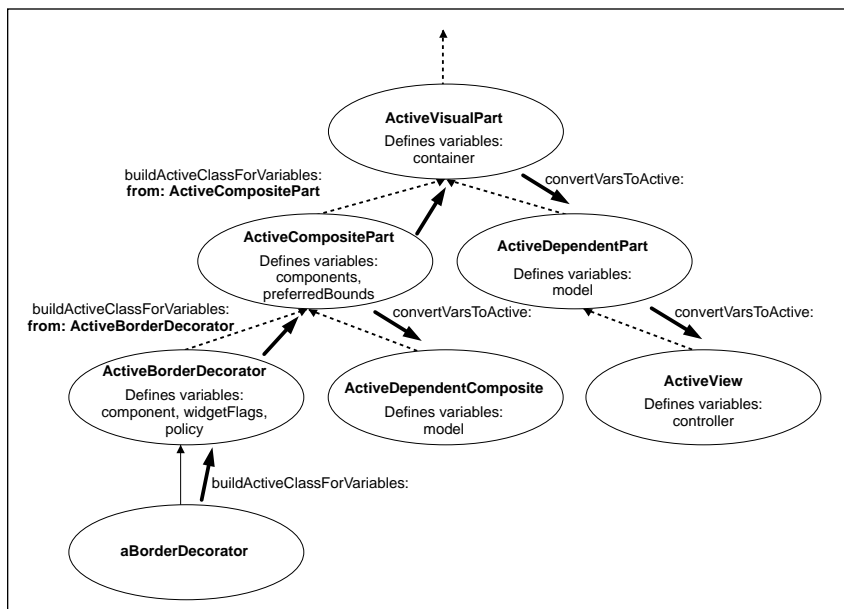 ActiveVisualPart
Defines variables:
container
buildActiveClassForVariables:
from: ActiveCompositePart
convertVarsToActive:
ActiveCompositePart
Defines variables:
components,
preferredBounds
ActiveDependentPart
Defines variables:
model
buildActiveClassForVariables:
from: ActiveBorderDecorator
convertVarsToActive:
convertVarsToActive:
ActiveBorderDecorator
Defines variables:
component, widgetFlags,
policy
ActiveDependentComposite
Defines variables:
model
ActiveView
Defines variables:
controller
buildActiveClassForVariables:
aBorderDecorator